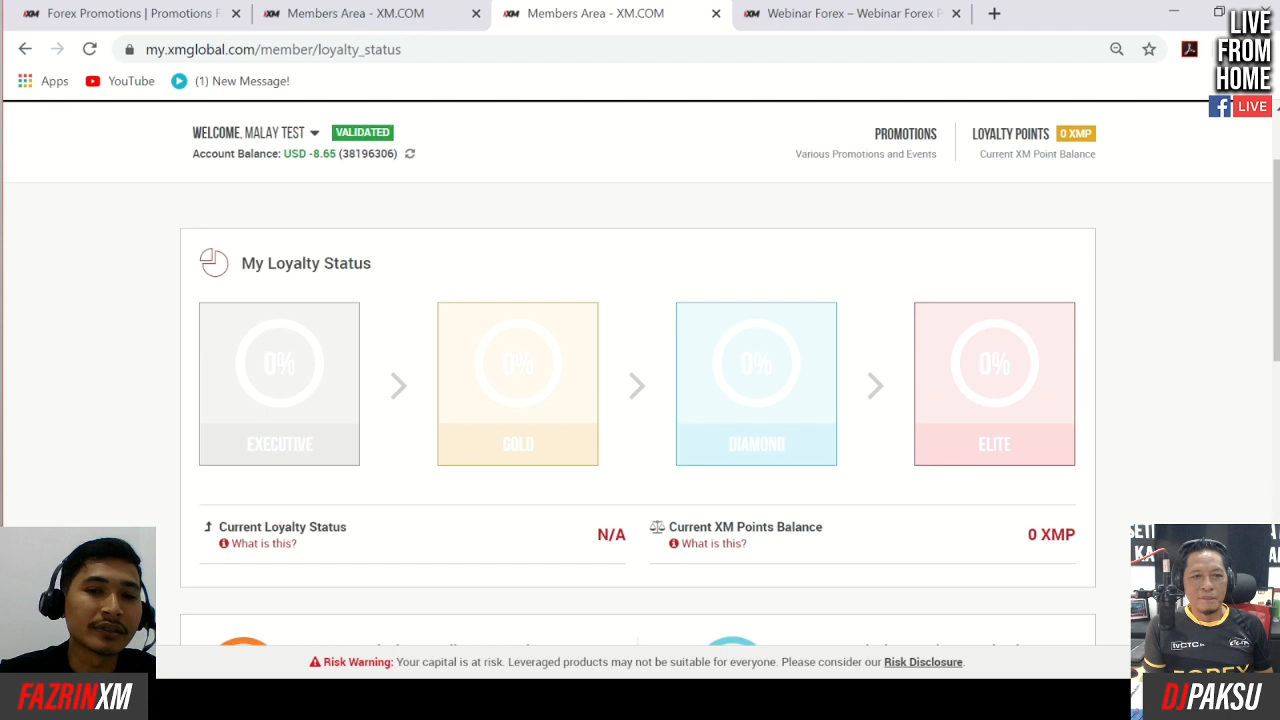 Forex Promotions | Promotions F
Members Area - XM.COM
Members Area - XM.COM
Webinar Forex – Webinar Forex P
my.xmglobal.com/member/loyalty_status
Apps
YouTube
(1) New Message!
LIVE
FROM
HOME
LIVE
WELCOME, MALAY TEST
VALIDATED
Account Balance: USD -8.65 (38196306)
PROMOTIONS
Various Promotions and Events
LOYALTY POINTS 0 XMP
Current XM Point Balance
My Loyalty Status
0%
EXECUTIVE
0%
GOLD
0%
DIAMOND
0%
ELITE
Current Loyalty Status
What is this?
N/A
Current XM Points Balance
What is this?
0 XMP
Risk Warning: Your capital is at risk. Leveraged products may not be suitable for everyone. Please consider our Risk Disclosure.
FAZRINXM
DJPAKSU